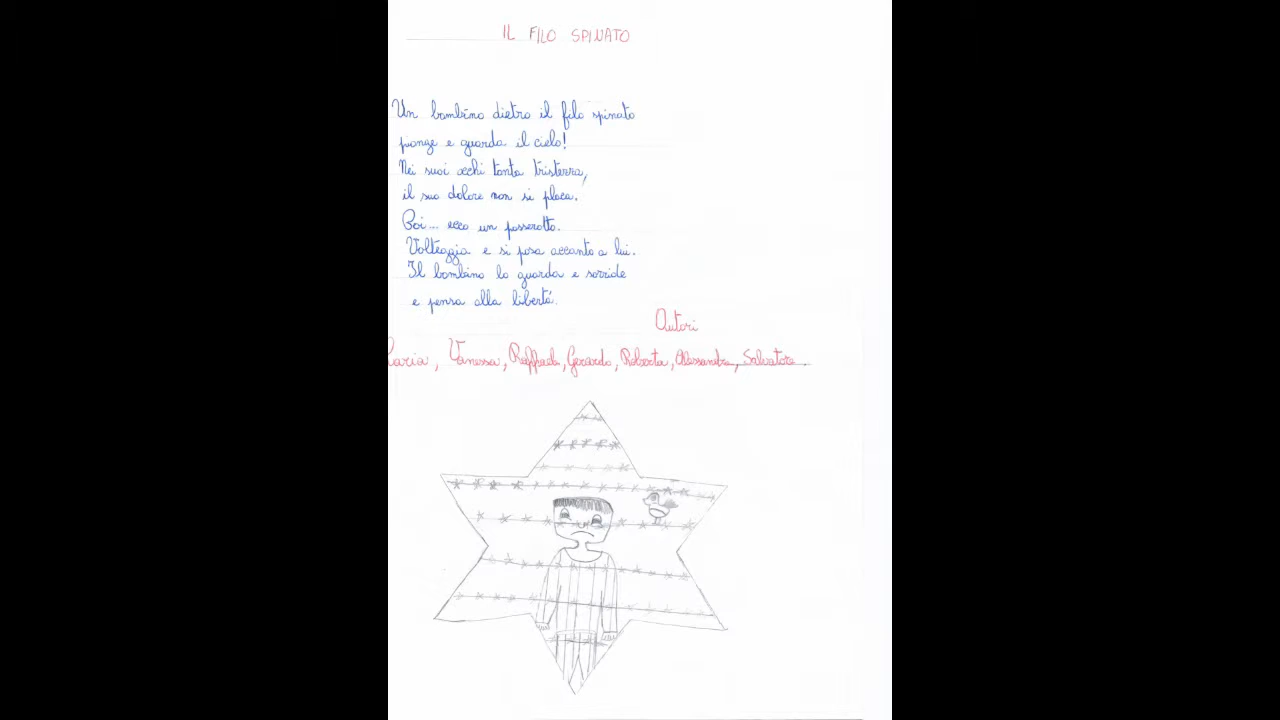 IL FILO SPINATO
Un bambino dietro il filo spinato
piange e guarda il cielo!
Nei suoi occhi tanta tristezza,
il suo dolore non si placa.
Poi... ecco un passerotto.
Volteggia e si posa accanto a lui.
Il bambino lo guarda e sorride
e pensa alla libertà.
Autori
Vanessa, Raffaele, Gerardo, Roberta, Alessandra, Salvatore.